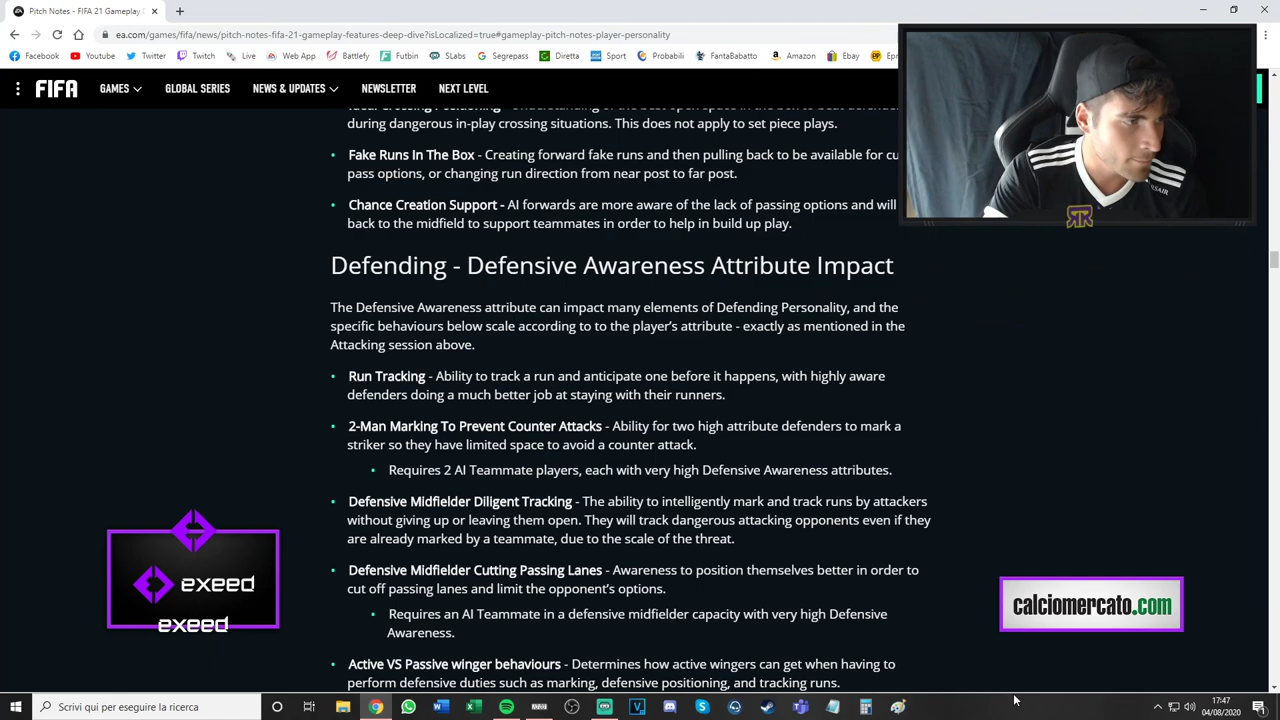 Pitch Notes - FIFA 21 Gameplay
ea.com/games/fifa/news/pitch-notes-fifa-21-gameplay-features-deep-dive?isLocalized=true#gameplay-pitch-notes-player-personality
Facebook Youtube Twitter Twitch Live Web App Battlefy Futbin SLabs Segreps Diretta Sport Probabili FantaBabatto Amazon Ebay
FIFA GAMES GLOBAL SERIES NEWS & UPDATES NEWSLETTER NEXT LEVEL
during dangerous in-play crossing situations. This does not apply to set piece plays.
• Fake Runs In The Box - Creating forward fake runs and then pulling back to be available for cu
pass options, or changing run direction from near post to far post.
• Chance Creation Support - AI forwards are more aware of the lack of passing options and will
back to the midfield to support teammates in order to help in build up play.
Defending - Defensive Awareness Attribute Impact
The Defensive Awareness attribute can impact many elements of Defending Personality, and the
specific behaviours below scale according to to the player's attribute - exactly as mentioned in the
Attacking session above.
• Run Tracking - Ability to track a run and anticipate one before it happens, with highly aware
defenders doing a much better job at staying with their runners.
• 2-Man Marking To Prevent Counter Attacks - Ability for two high attribute defenders to mark a
striker so they have limited space to avoid a counter attack.
• Requires 2 AI Teammate players, each with very high Defensive Awareness attributes.
• Defensive Midfielder Diligent Tracking - The ability to intelligently mark and track runs by attackers
without giving up or leaving them open. They will track dangerous attacking opponents even if they
are already marked by a teammate, due to the scale of the threat.
• Defensive Midfielder Cutting Passing Lanes - Awareness to position themselves better in order to
cut off passing lanes and limit the opponent's options.
• Requires an AI Teammate in a defensive midfielder capacity with very high Defensive
Awareness.
• Active VS Passive winger behaviours - Determines how active wingers can get when having to
perform defensive duties such as marking, defensive positioning, and tracking runs.
exeed
exeed
calciomercato.com
Scrivi qui per eseguire la ricerca
17:47
04/08/2020